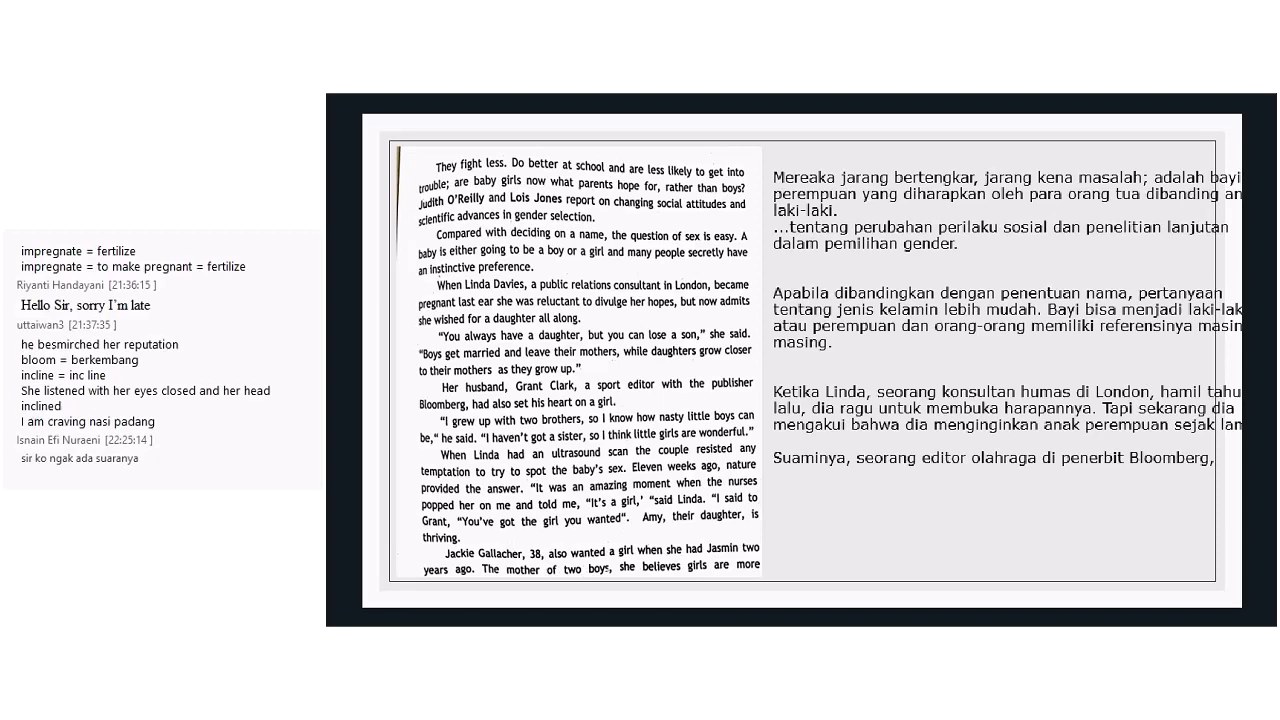 impregnate = fertilize
impregnate = to make pregnant = fertilize
Riyanti Handayani [21:36:15 ]
Hello Sir, sorry I'm late
uttaiwan3 [21:37:35 ]
he besmirched her reputation
bloom = berkembang
incline = inc line
She listened with her eyes closed and her head
inclined
I am craving nasi padang
Isnain Efi Nuraeni [22:25:14 ]
sir ko ngak ada suaranya
They fight less. Do better at school and are less likely to get into
trouble; are baby girls now what parents hope for, rather than boys?
Judith O'Reilly and Lois Jones report on changing social attitudes and
scientific advances in gender selection.
Compared with deciding on a name, the question of sex is easy. A
baby is either going to be a boy or a girl and many people secretly have
an instinctive preference.
When Linda Davies, a public relations consultant in London, became
pregnant last ear she was reluctant to divulge her hopes, but now admits
she wished for a daughter all along.
"You always have a daughter, but you can lose a son," she said.
"Boys get married and leave their mothers, while daughters grow closer
to their mothers as they grow up."
Her husband, Grant Clark, a sport editor with the publisher
Bloomberg, had also set his heart on a girl.
"I grew up with two brothers, so I know how nasty little boys can
be," he said. "I haven't got a sister, so I think little girls are wonderful."
When Linda had an ultrasound scan the couple resisted any
temptation to try to spot the baby's sex. Eleven weeks ago, nature
provided the answer. "It was an amazing moment when the nurses
popped her on me and told me, "It's a girl,' "said Linda. "I said to
Grant, "You've got the girl you wanted". Amy, their daughter, is
thriving.
Jackie Gallacher, 38, also wanted a girl when she had Jasmin two
years ago. The mother of two boys, she believes girls are more
Mereaka jarang bertengkar, jarang kena masalah; adalah bayi
perempuan yang diharapkan oleh para orang tua dibanding an
laki-laki.
...tentang perubahan perilaku sosial dan penelitian lanjutan
dalam pemilihan gender.
Apabila dibandingkan dengan penentuan nama, pertanyaan
tentang jenis kelamin lebih mudah. Bayi bisa menjadi laki-lak
atau perempuan dan orang-orang memiliki referensinya masin
masing.
Ketika Linda, seorang konsultan humas di London, hamil tahu
lalu, dia ragu untuk membuka harapannya. Tapi sekarang dia
mengakui bahwa dia menginginkan anak perempuan sejak lam
Suaminya, seorang editor olahraga di penerbit Bloomberg,